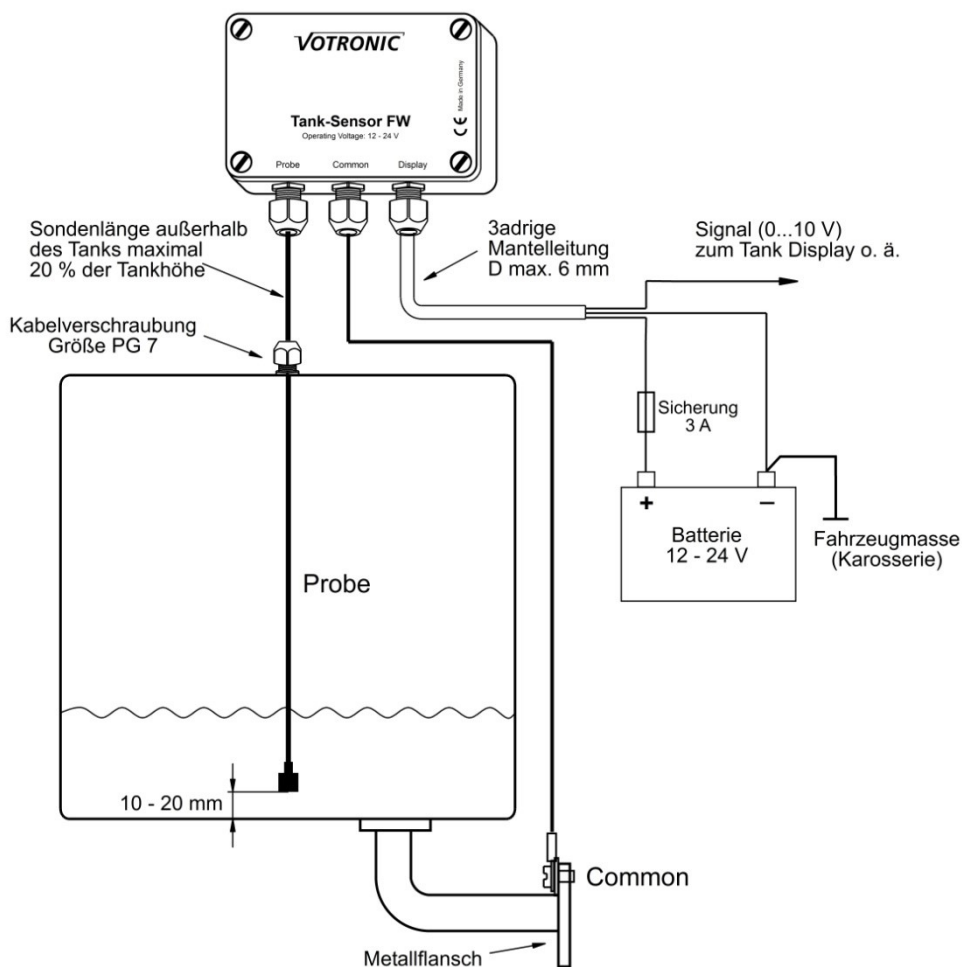 VOTRONIC
Made in Germany
CE
Tank-Sensor FW
Operating Voltage: 12 - 24 V
Probe Common Display
Sondenlänge außerhalb
des Tanks maximal
20 % der Tankhöhe
3adrige
Mantelleitung
D max. 6 mm
Signal (0...10 V)
zum Tank Display o. ä.
Kabelverschraubung
Größe PG 7
Sicherung
3 A
+ −
Batterie
12 - 24 V
Fahrzeugmasse
(Karosserie)
Probe
10 - 20 mm
Common
Metallflansch